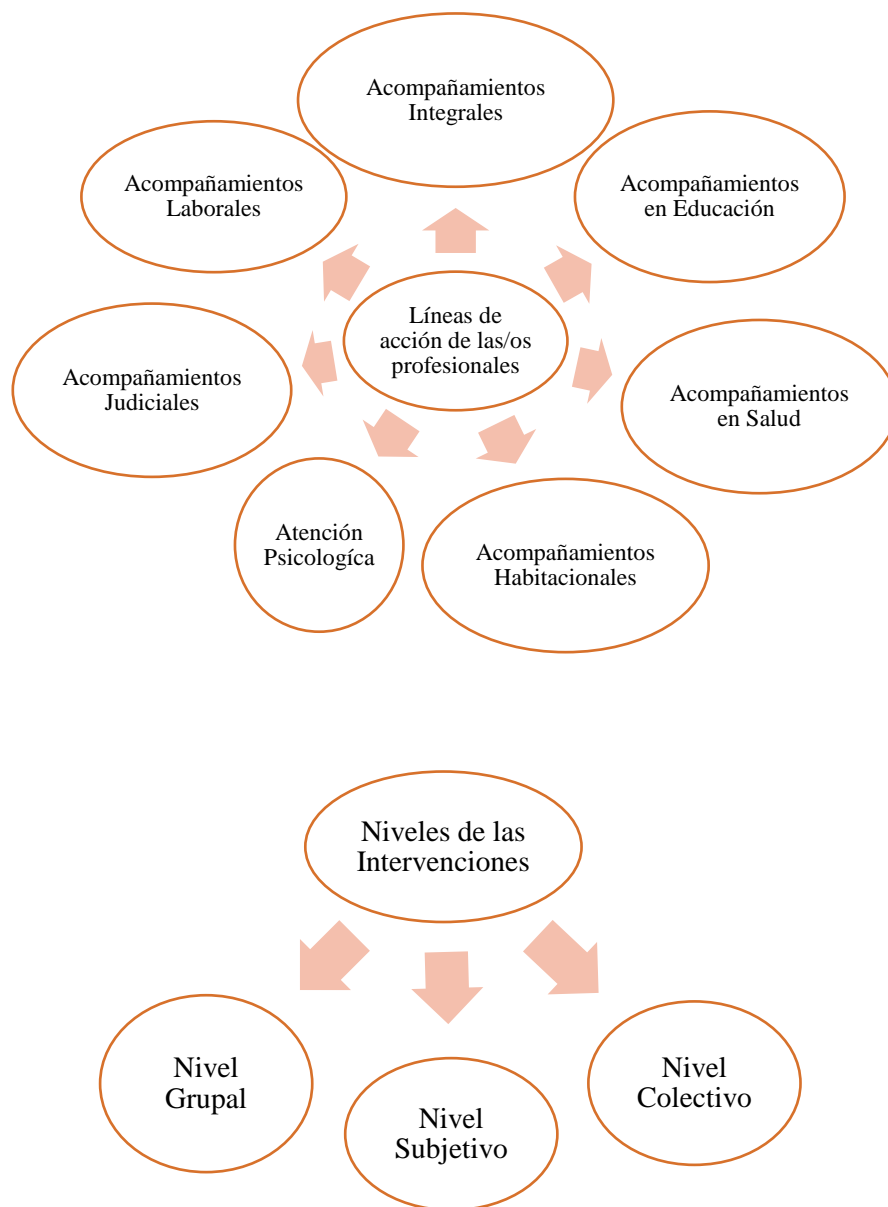 Acompañamientos
Integrales
Acompañamientos
Laborales
Acompañamientos
en Educación
Líneas de
acción de las/os
profesionales
Acompañamientos
Judiciales
Acompañamientos
en Salud
Atención
Psicologíca
Acompañamientos
Habitacionales
Niveles de las
Intervenciones
Nivel
Grupal
Nivel
Subjetivo
Nivel
Colectivo